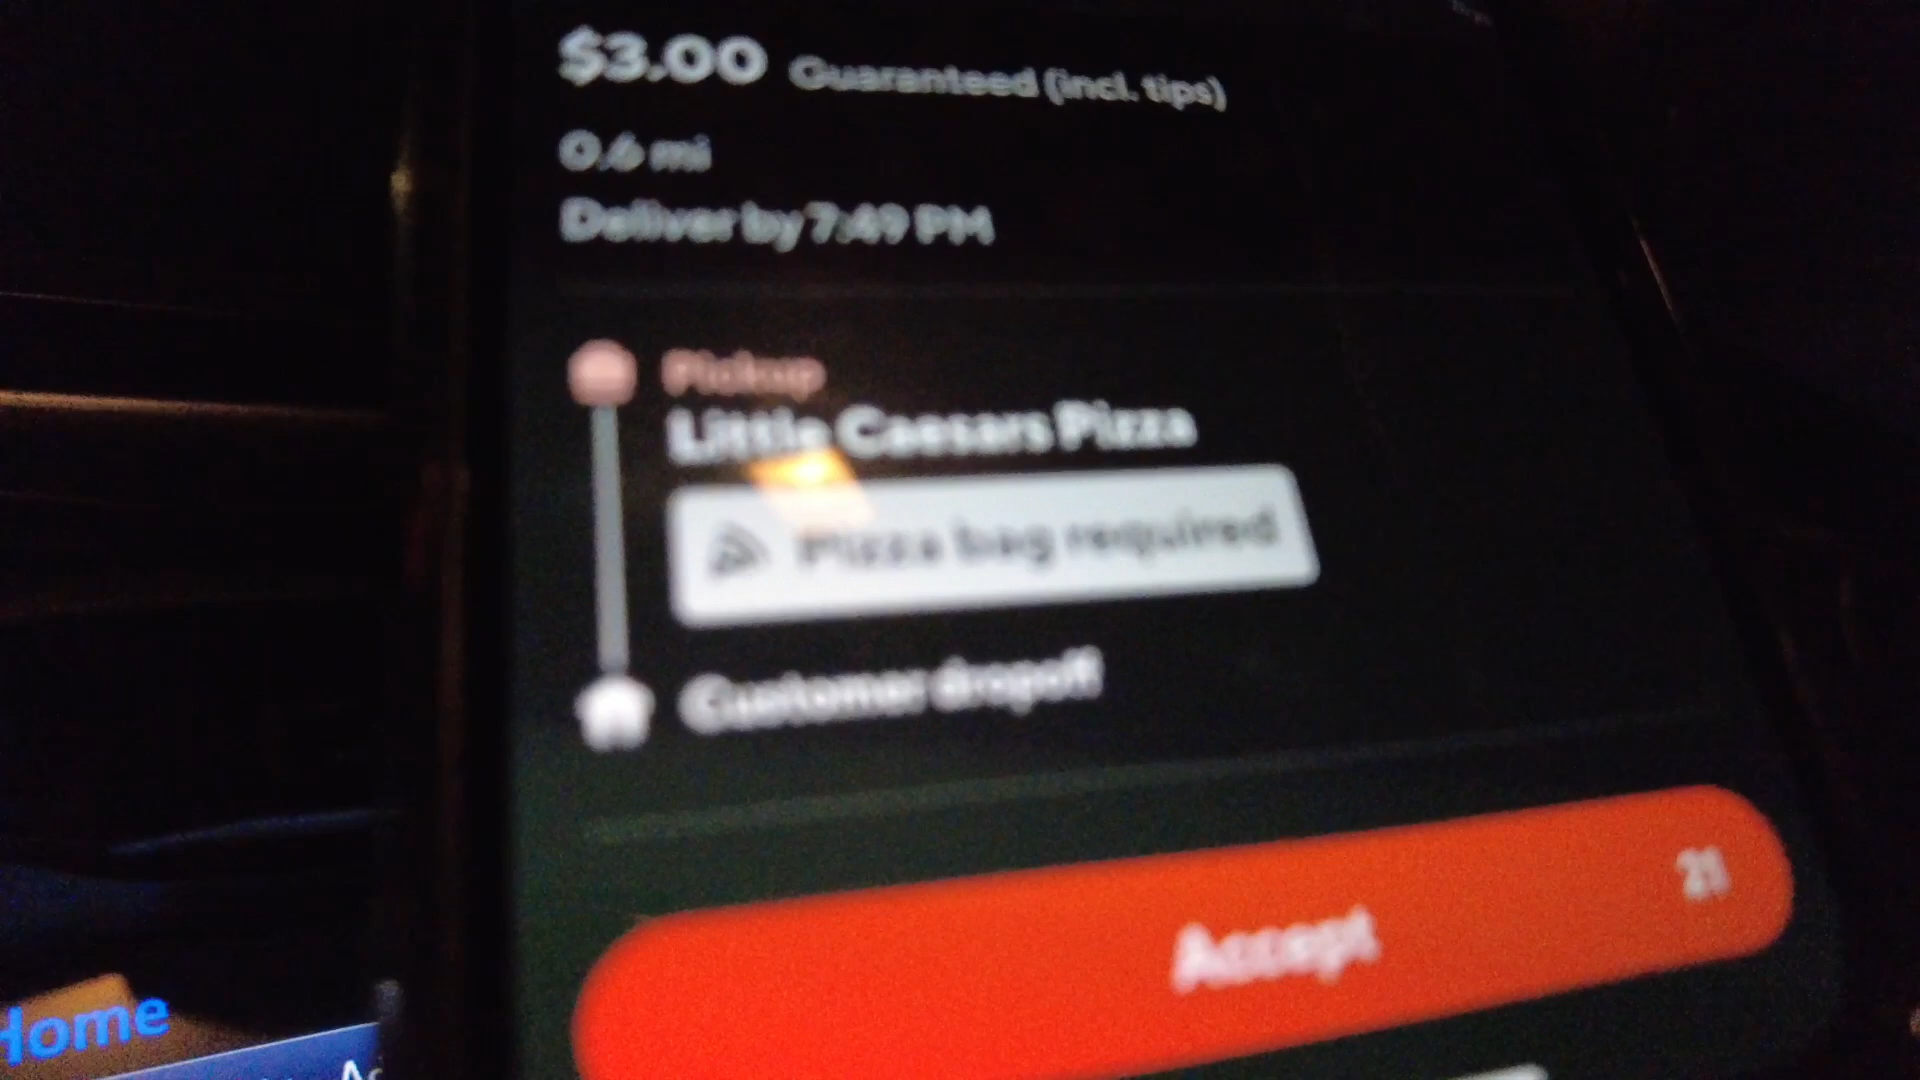 $3.00 Guaranteed (incl. tips)
0.6 mi
Deliver by 7:49 PM
Pickup
Little Caesars Pizza
Pizza bag required
Customer dropoff
Accept 21
Home